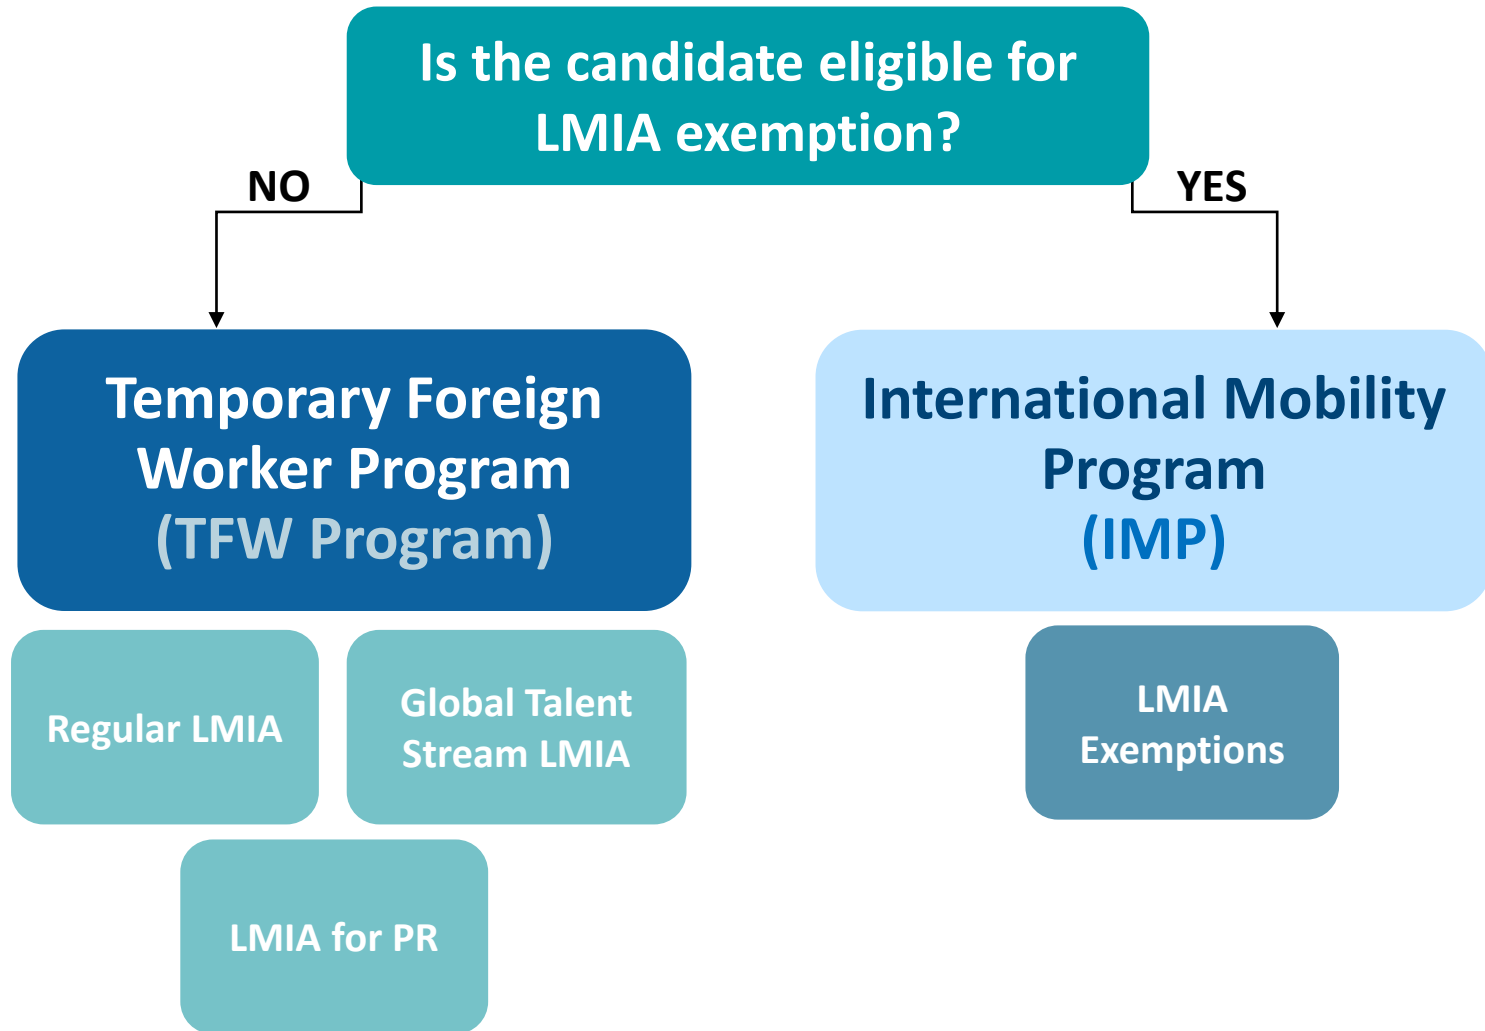 Is the candidate eligible for
LMIA exemption?
NO
YES
Temporary Foreign
Worker Program
(TFW Program)
International Mobility
Program
(IMP)
Regular LMIA
Global Talent
Stream LMIA
LMIA
Exemptions
LMIA for PR